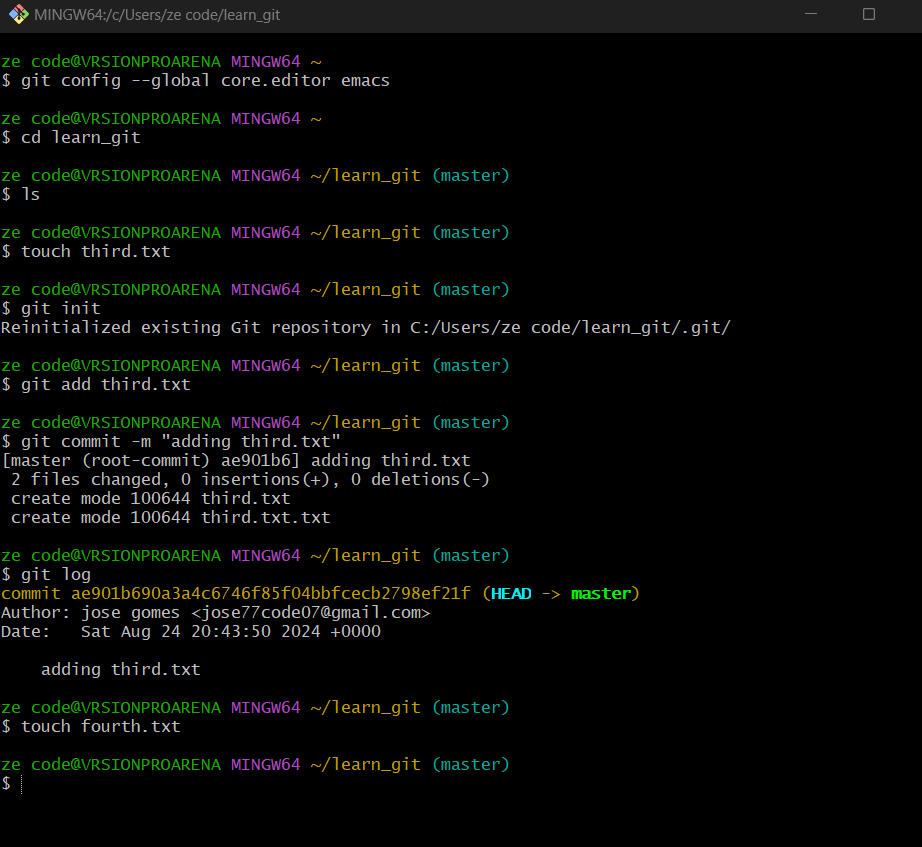 MINGW64:/c/Users/ze code/learn_git
ze code@VRSIONPROARENA MINGW64 ~
$ git config --global core.editor emacs
ze code@VRSIONPROARENA MINGW64 ~
$ cd learn_git
ze code@VRSIONPROARENA MINGW64 ~/learn_git (master)
$ ls
ze code@VRSIONPROARENA MINGW64 ~/learn_git (master)
$ touch third.txt
ze code@VRSIONPROARENA MINGW64 ~/learn_git (master)
$ git init
Reinitialized existing Git repository in C:/Users/ze code/learn_git/.git/
ze code@VRSIONPROARENA MINGW64 ~/learn_git (master)
$ git add third.txt
ze code@VRSIONPROARENA MINGW64 ~/learn_git (master)
$ git commit -m "adding third.txt"
[master (root-commit) ae901b6] adding third.txt
 2 files changed, 0 insertions(+), 0 deletions(-)
 create mode 100644 third.txt
 create mode 100644 third.txt.txt
ze code@VRSIONPROARENA MINGW64 ~/learn_git (master)
$ git log
commit ae901b690a3a4c6746f85f04bbfcecb2798ef21f (HEAD -> master)
Author: jose gomes <jose77code07@gmail.com>
Date:   Sat Aug 24 20:43:50 2024 +0000
    adding third.txt
ze code@VRSIONPROARENA MINGW64 ~/learn_git (master)
$ touch fourth.txt
ze code@VRSIONPROARENA MINGW64 ~/learn_git (master)
$